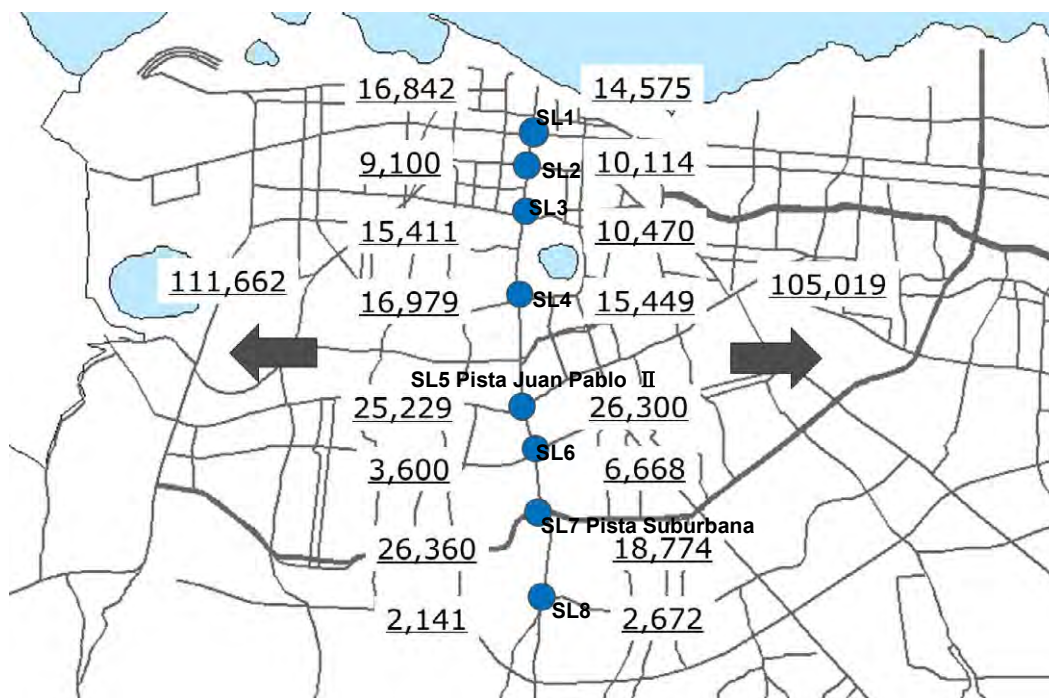 16,842
14,575
SL1
9,100
SL2
10,114
SL3
15,411
10,470
111,662
105,019
16,979
SL4
15,449
SL5 Pista Juan Pablo Ⅱ
25,229
26,300
SL6
3,600
6,668
SL7 Pista Suburbana
26,360
18,774
SL8
2,141
2,672